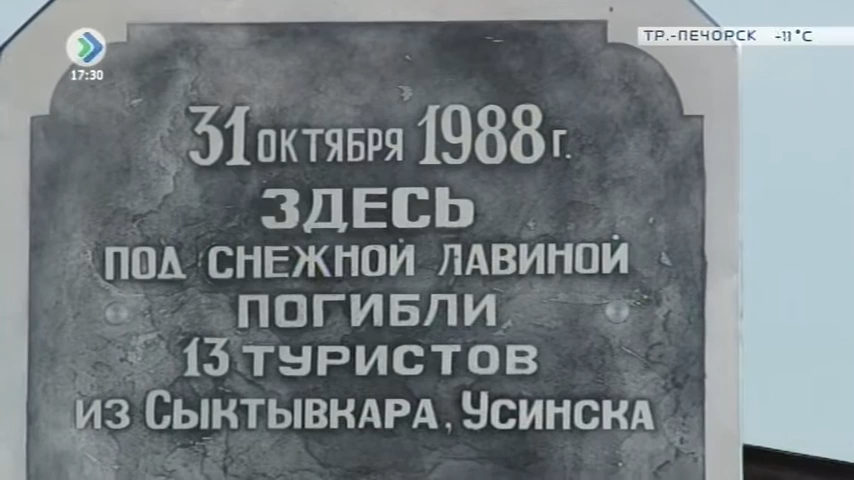 ТР.-ПЕЧОРСК -11°C
17:30
31 ОКТЯБРЯ 1988 г.
ЗДЕСЬ
ПОД СНЕЖНОЙ ЛАВИНОЙ
ПОГИБЛИ
13 ТУРИСТОВ
ИЗ СЫКТЫВКАРА, УСИНСКА